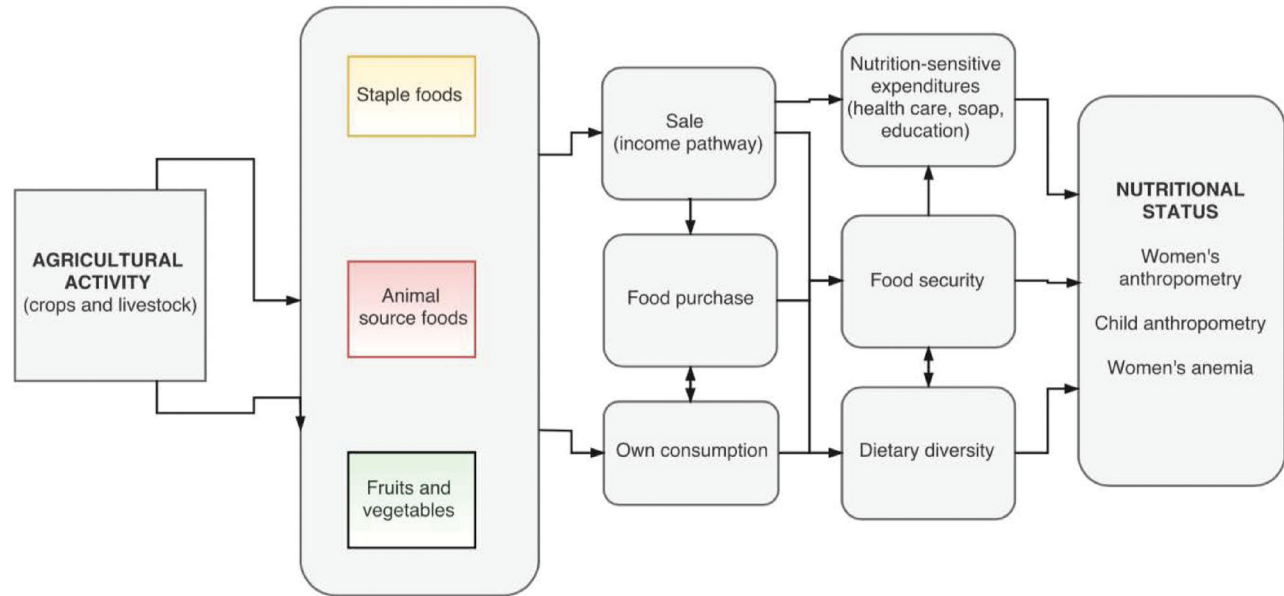 AGRICULTURAL
ACTIVITY
(crops and livestock)
Staple foods
Animal
source foods
Fruits and
vegetables
Sale
(income pathway)
Food purchase
Own consumption
Nutrition-sensitive
expenditures
(health care, soap,
education)
Food security
Dietary diversity
NUTRITIONAL
STATUS
Women's
anthropometry
Child anthropometry
Women's anemia